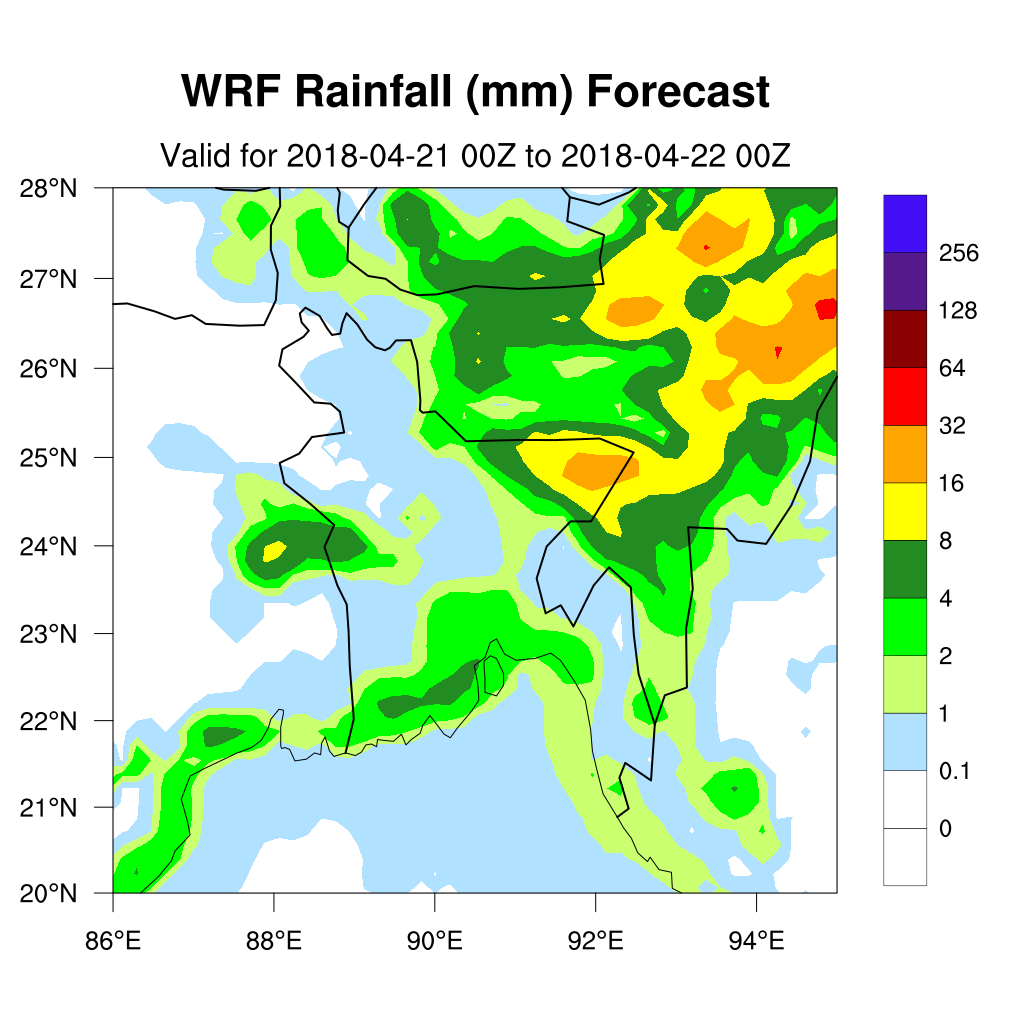 WRF Rainfall (mm) Forecast
Valid for 2018-04-21 00Z to 2018-04-22 00Z
28°N
27°N
26°N
25°N
24°N
23°N
22°N
21°N
20°N
86°E 88°E 90°E 92°E 94°E
256
128
64
32
16
8
4
2
1
0.1
0